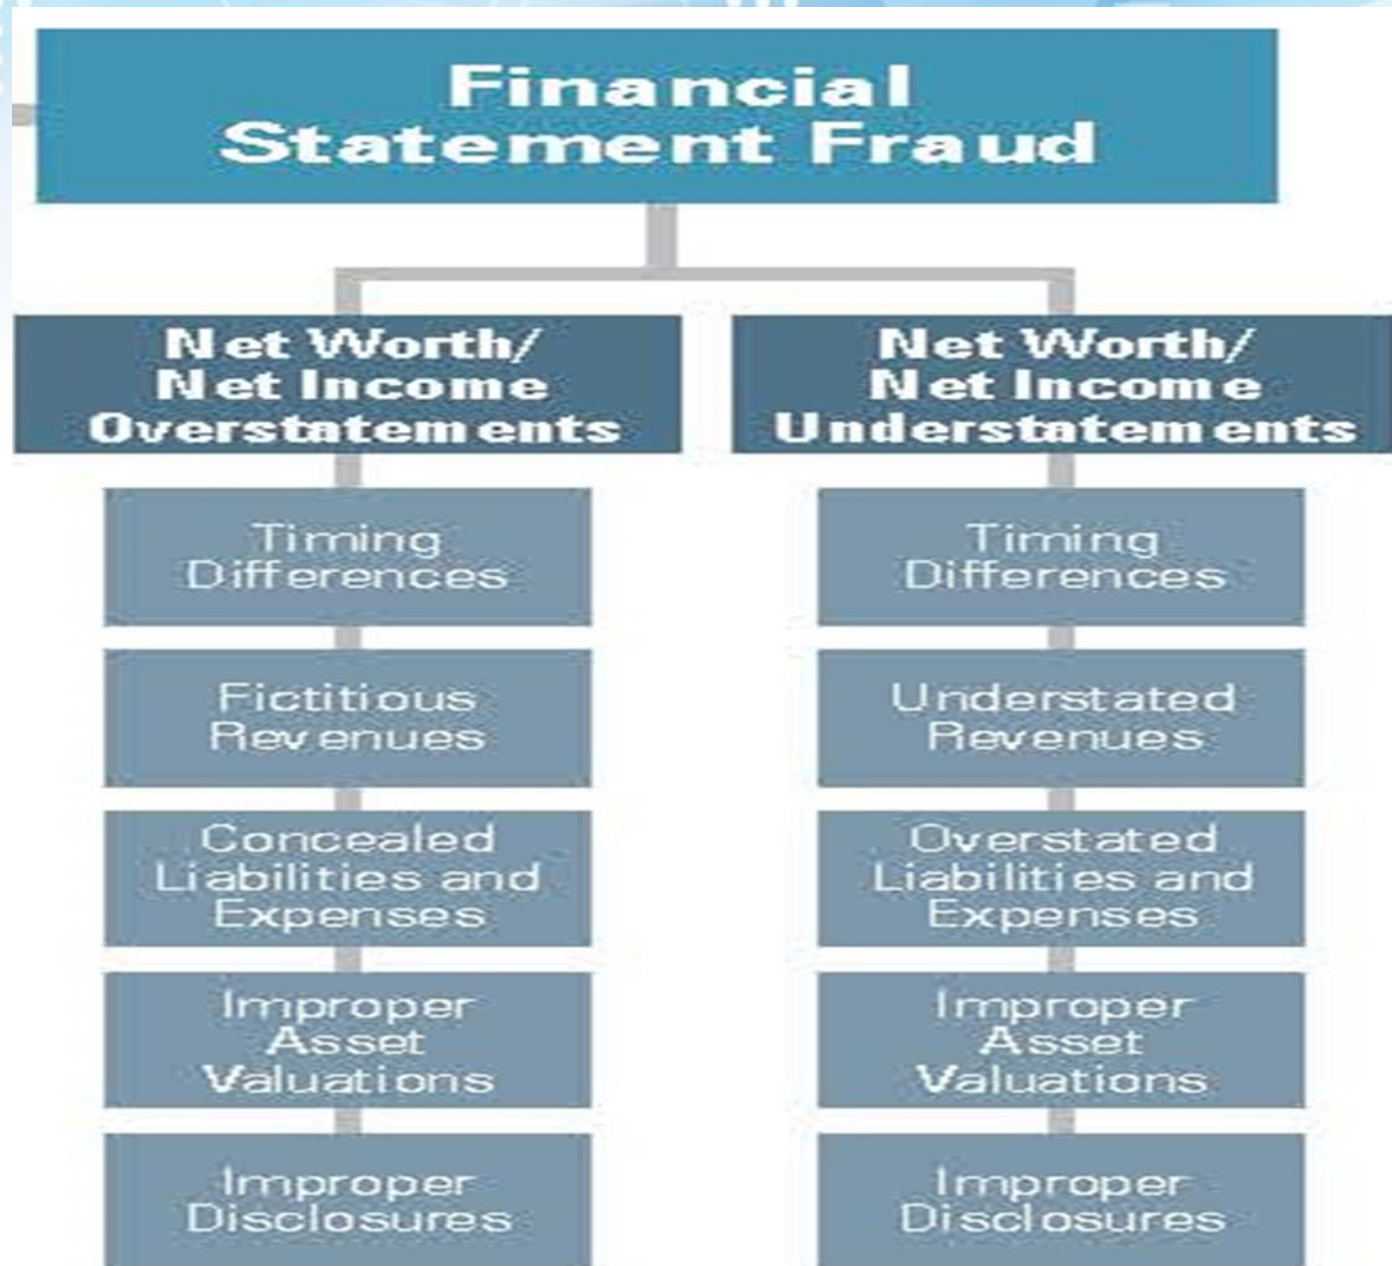 Financial
Statement Fraud
Net Worth/
Net Income
Overstatements
Timing
Differences
Fictitious
Revenues
Concealed
Liabilities and
Expenses
Improper
Asset
Valuations
Improper
Disclosures
Net Worth/
Net Income
Understatements
Timing
Differences
Understated
Revenues
Overstated
Liabilities and
Expenses
Improper
Asset
Valuations
Improper
Disclosures